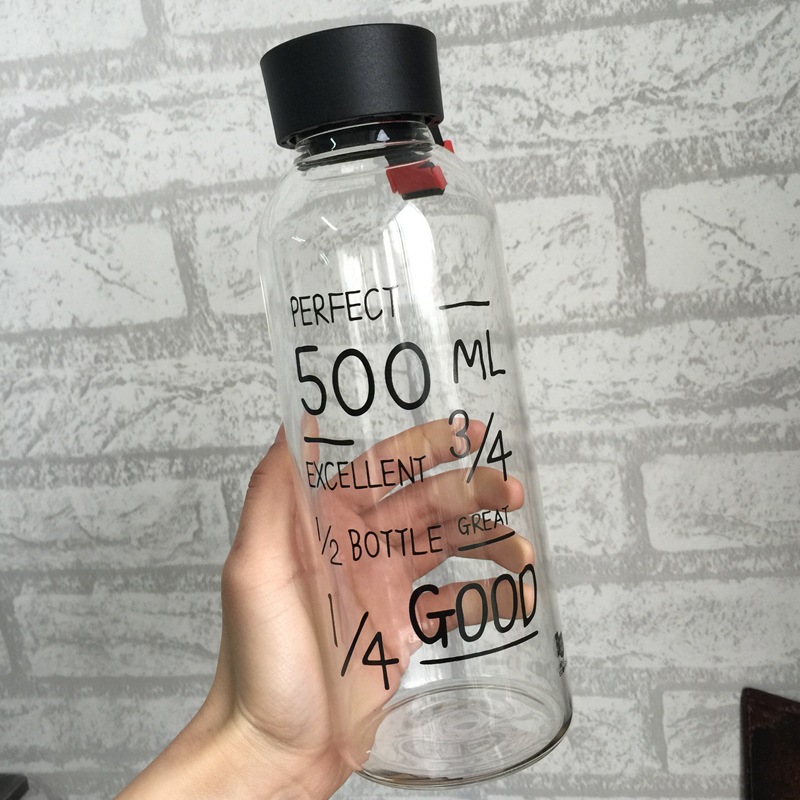 PERFECT
500 ML
EXCELLENT 3/4
1/2 BOTTLE GREAT
1/4 GOOD